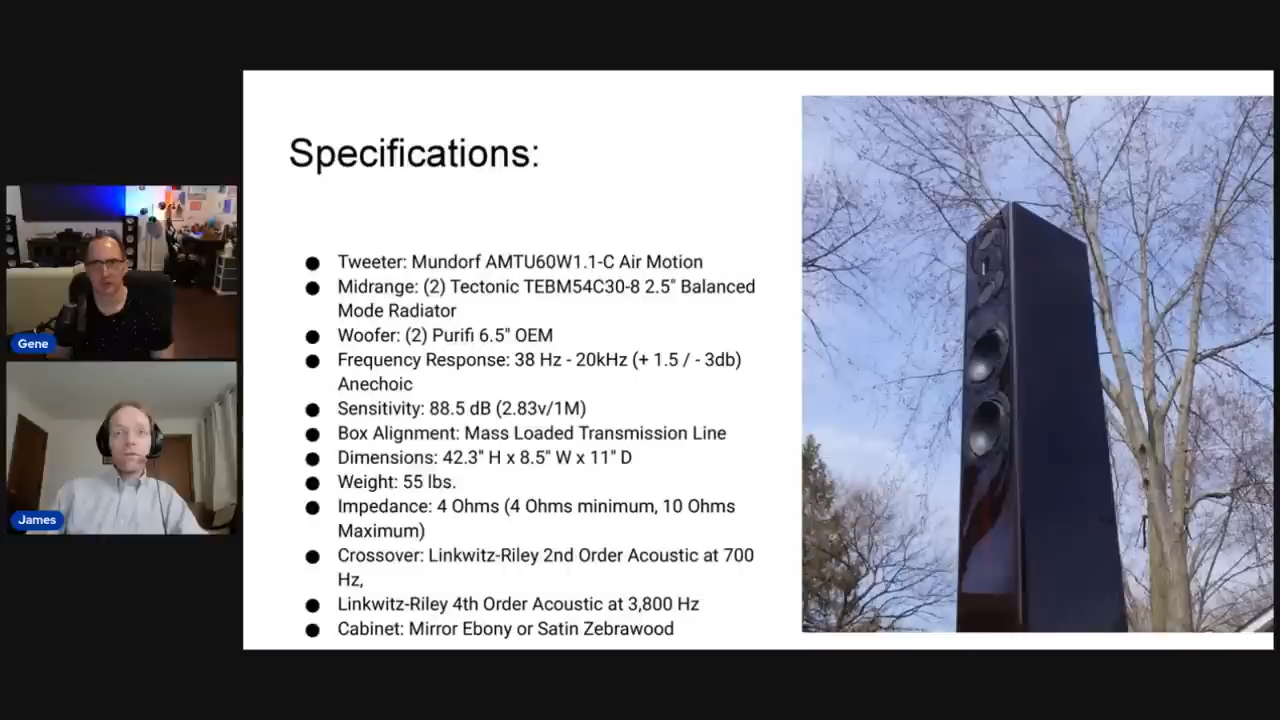 Specifications:
Tweeter: Mundorf AMTU60W1.1-C Air Motion
Midrange: (2) Tectonic TEBM54C30-8 2.5" Balanced
Mode Radiator
Woofer: (2) Purifi 6.5" OEM
Frequency Response: 38 Hz - 20kHz (+ 1.5 / - 3db)
Anechoic
Sensitivity: 88.5 dB (2.83v/1M)
Box Alignment: Mass Loaded Transmission Line
Dimensions: 42.3" H x 8.5" W x 11" D
Weight: 55 lbs.
Impedance: 4 Ohms (4 Ohms minimum, 10 Ohms
Maximum)
Crossover: Linkwitz-Riley 2nd Order Acoustic at 700
Hz,
Linkwitz-Riley 4th Order Acoustic at 3,800 Hz
Cabinet: Mirror Ebony or Satin Zebrawood
Gene
James